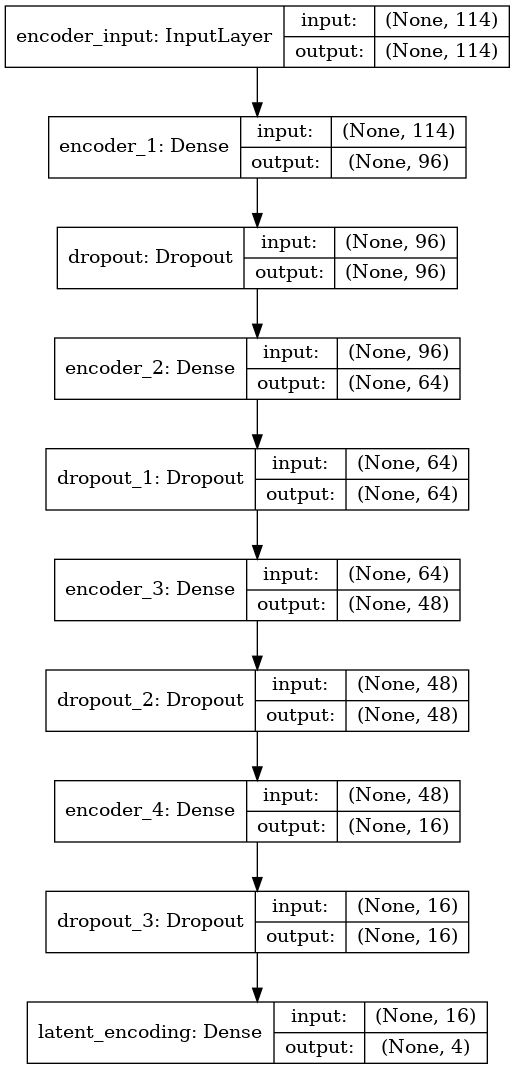 encoder_input: InputLayer
input: (None, 114)
output: (None, 114)
encoder_1: Dense
input: (None, 114)
output: (None, 96)
dropout: Dropout
input: (None, 96)
output: (None, 96)
encoder_2: Dense
input: (None, 96)
output: (None, 64)
dropout_1: Dropout
input: (None, 64)
output: (None, 64)
encoder_3: Dense
input: (None, 64)
output: (None, 48)
dropout_2: Dropout
input: (None, 48)
output: (None, 48)
encoder_4: Dense
input: (None, 48)
output: (None, 16)
dropout_3: Dropout
input: (None, 16)
output: (None, 16)
latent_encoding: Dense
input: (None, 16)
output: (None, 4)